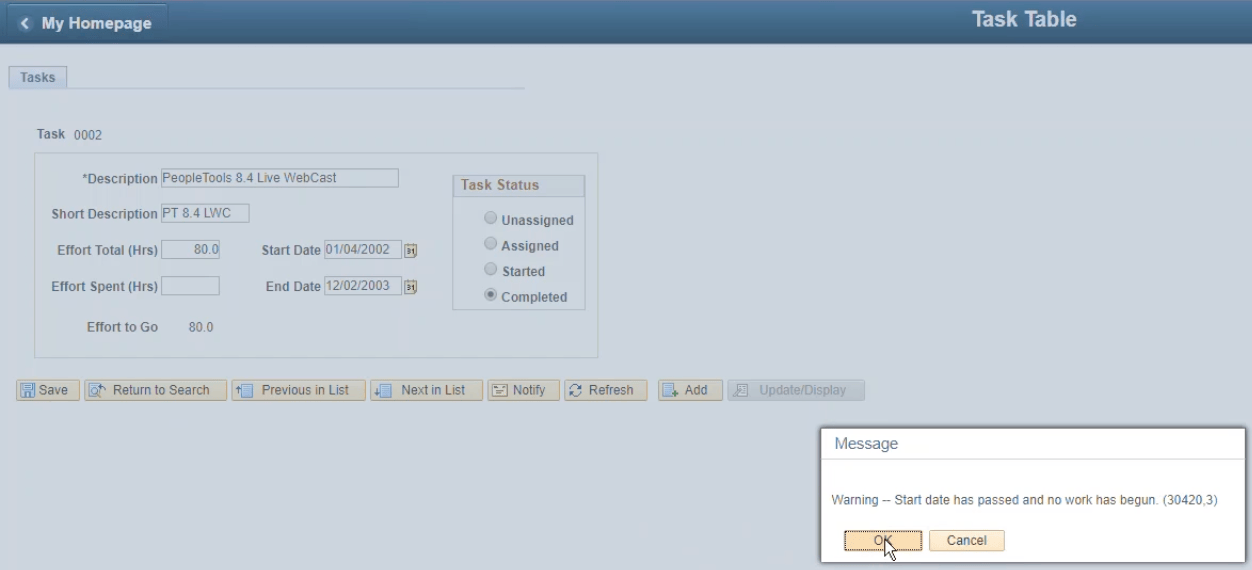 My Homepage
Task Table
Tasks
Task 0002
*Description PeopleTools 8.4 Live WebCast
Short Description PT 8.4 LWC
Effort Total (Hrs) 80.0 Start Date 01/04/2002 31
Effort Spent (Hrs) End Date 12/02/2003 31
Effort to Go 80.0
Task Status
Unassigned
Assigned
Started
Completed
Save Return to Search Previous in List Next in List Notify Refresh Add Update/Display
Message
Warning -- Start date has passed and no work has begun. (30420,3)
OK Cancel